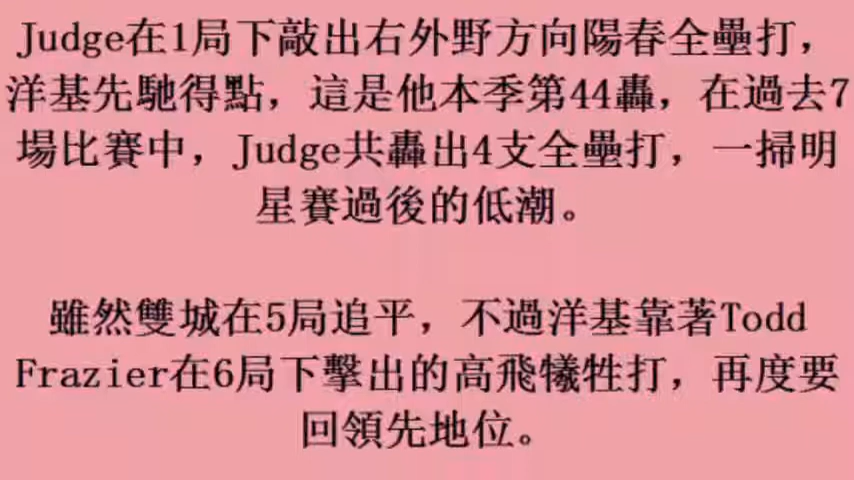 Judge在1局下敲出右外野方向陽春全壘打，
洋基先馳得點，這是他本季第44轟，在過去7
場比賽中，Judge共轟出4支全壘打，一掃明
星賽過後的低潮。
雖然雙城在5局追平，不過洋基靠著Todd
Frazier在6局下擊出的高飛犧牲打，再度要
回領先地位。